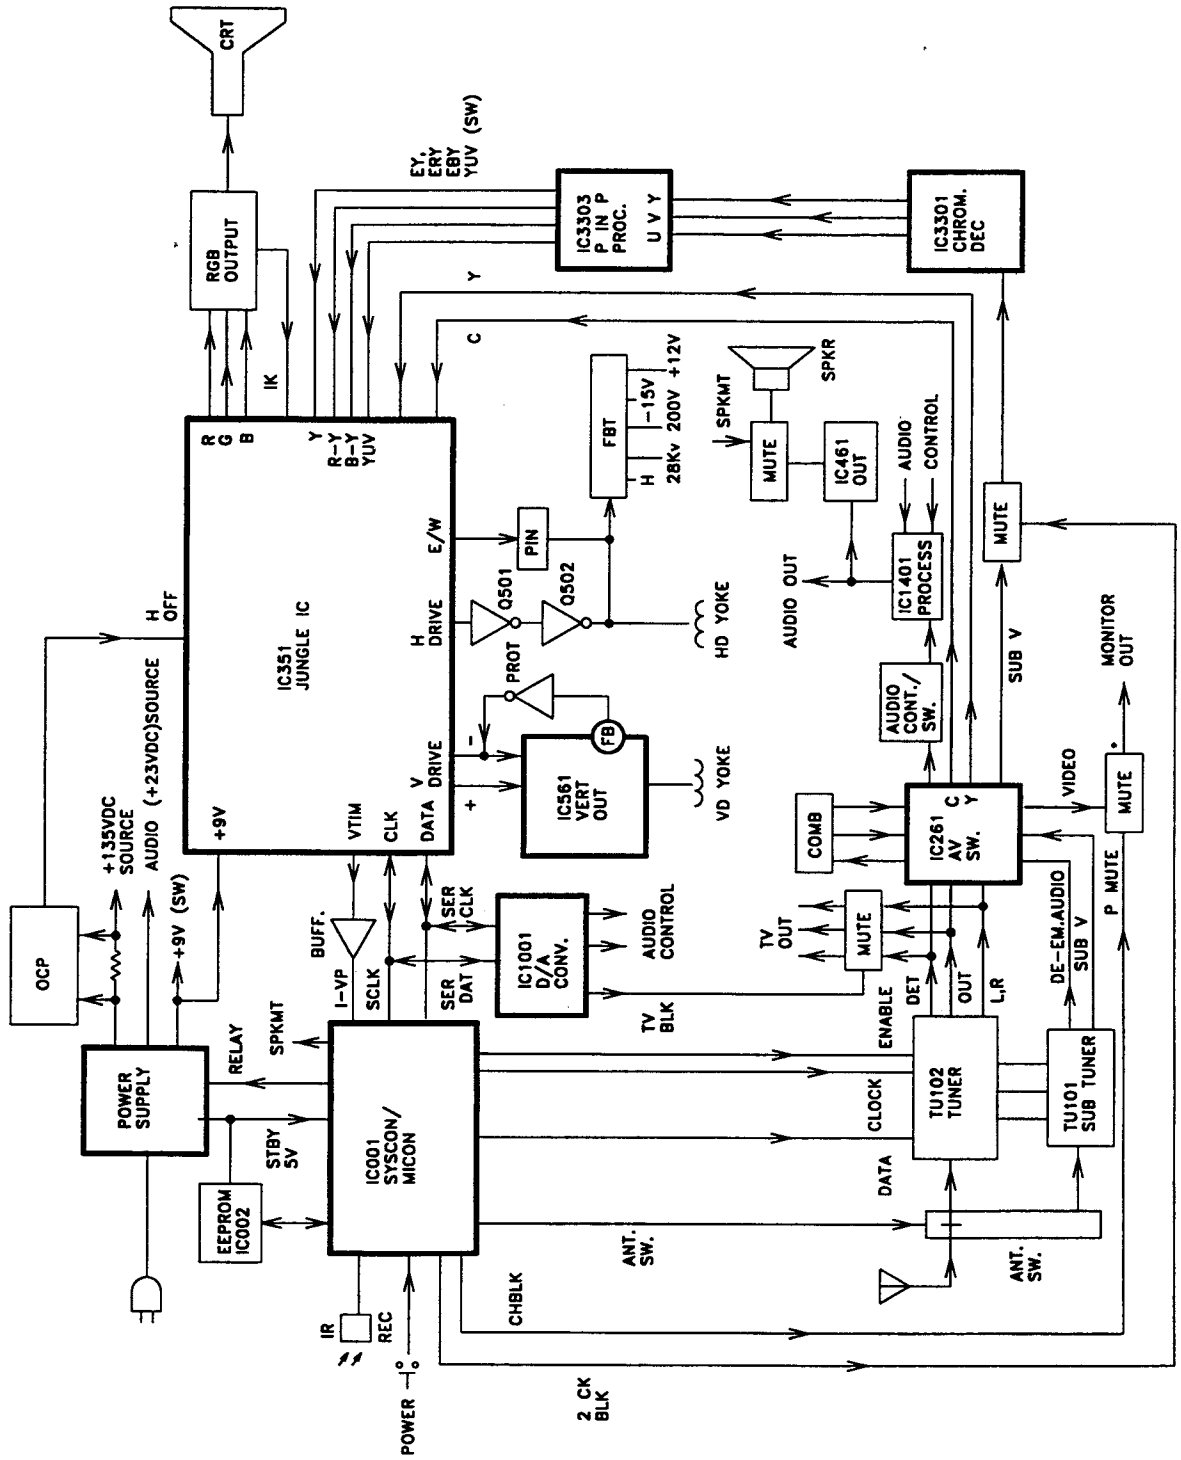 CRT
RGB
OUTPUT
IK
R
G
B
Y
R-Y
B-Y
YUV
EY,
ERY
EBY
YUV (SW)
IC3303
P IN P
PROC.
U V Y
IC3301
CHROM.
DEC
Y
C
H
OFF
IC351
JUNGLE IC
E/W
H
DRIVE
V
DRIVE
+
-
+9V
VTIM
CLK
DATA
PIN
Q501
Q502
PROT
FBT
H
28Kv
200V
-15V
+12V
HD YOKE
VD YOKE
FB
IC561
VERT
OUT
SPKMT
SPKR
MUTE
IC461
OUT
AUDIO OUT
AUDIO
CONTROL
IC1401
PROCESS
AUDIO
CONT./
SW.
MUTE
SUB V
MONITOR
OUT
OCP
+135VDC
SOURCE
AUDIO (+23VDC)SOURCE
+9V (SW)
POWER
SUPPLY
RELAY
SPKMT
STBY
5V
EEPROM
IC002
IC001
SYSCON/
MICON
BUFF.
I-VP
SCLK
SER
DAT
SER
CLK
IC1001
D/A
CONV.
AUDIO
CONTROL
TV
BLK
TV
OUT
MUTE
COMB
IC261
AV
SW.
C
Y
VIDEO
MUTE
P MUTE
ENABLE
DET
OUT
L,R
DE-EM.AUDIO
SUB V
CLOCK
DATA
TU102
TUNER
TU101
SUB TUNER
ANT.
SW.
ANT.
SW.
IR
REC
POWER
CHBLK
2 CK
BLK